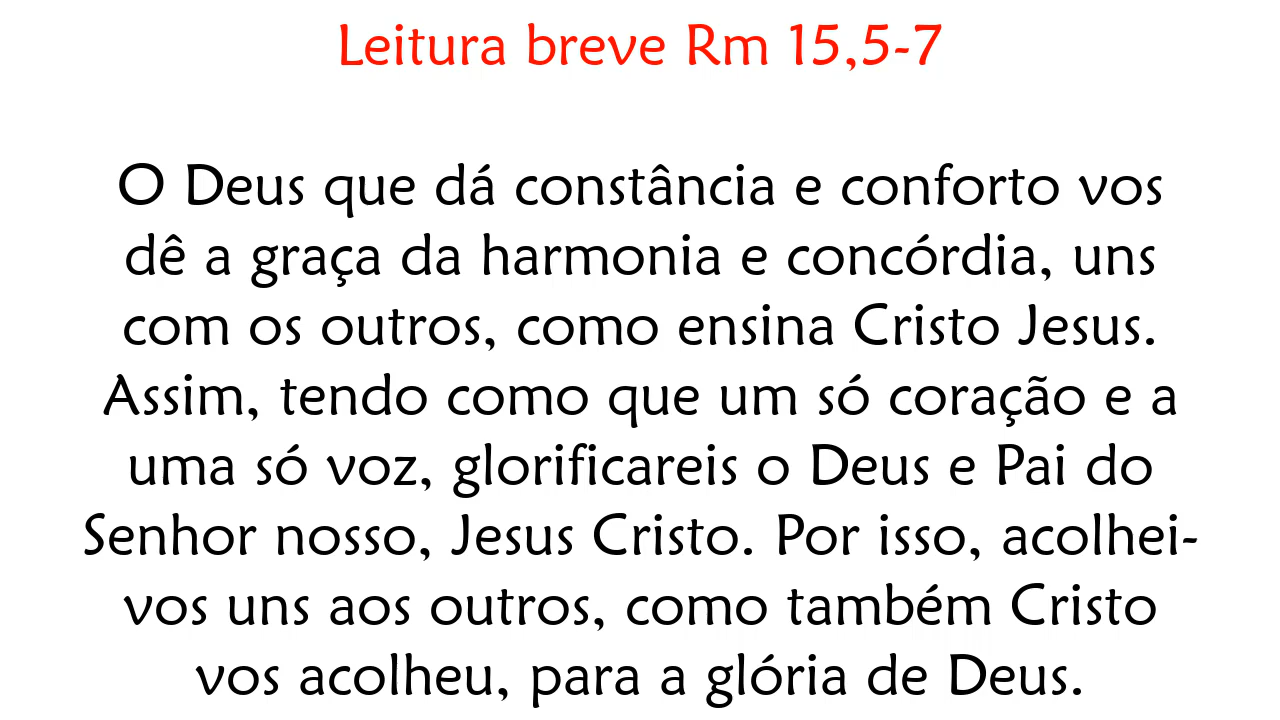 Leitura breve Rm 15,5-7
O Deus que dá constância e conforto vos
dê a graça da harmonia e concórdia, uns
com os outros, como ensina Cristo Jesus.
Assim, tendo como que um só coração e a
uma só voz, glorificareis o Deus e Pai do
Senhor nosso, Jesus Cristo. Por isso, acolhei-
vos uns aos outros, como também Cristo
vos acolheu, para a glória de Deus.